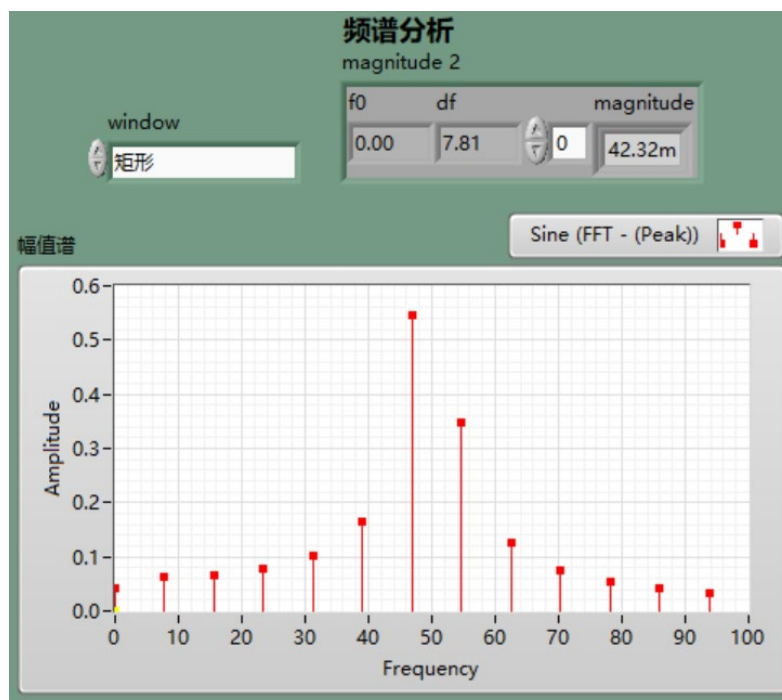 频谱分析
magnitude 2
f0 df magnitude
window
0.00 7.81 0 42.32m
矩形
Sine (FFT - (Peak))
幅值谱
0.6
0.5
0.4
0.3
0.2
0.1
0.0
Amplitude
0 10 20 30 40 50 60 70 80 90 100
Frequency